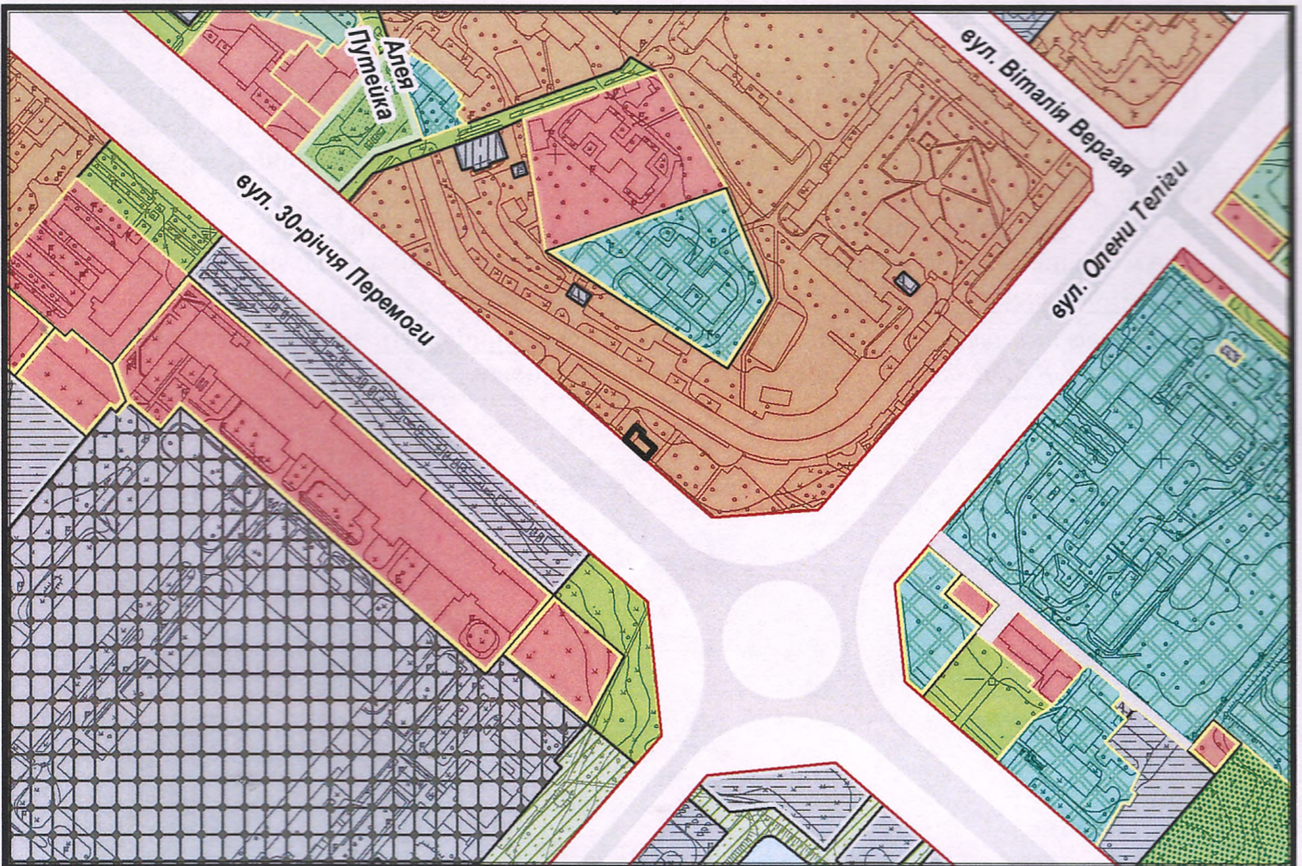 Алея
Путейка
вул. Віталія Вергая
вул. 30-річчя Перемоги
вул. Олени Теліги